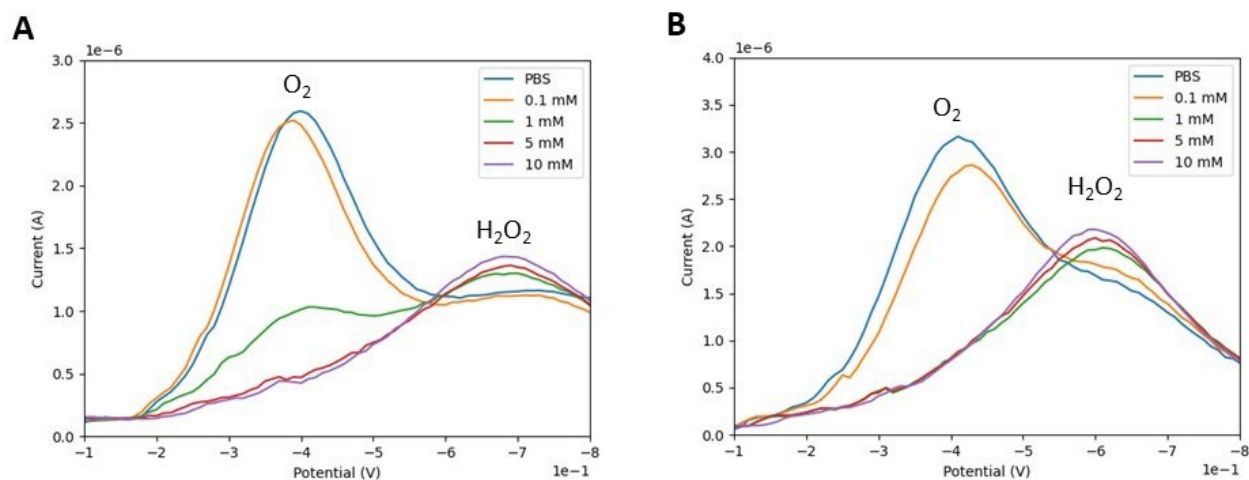 A
1e−6
3.0
2.5
2.0
1.5
1.0
0.5
0.0
Current (A)
O₂
H₂O₂
PBS
0.1 mM
1 mM
5 mM
10 mM
−1 −2 −3 −4 −5 −6 −7 −8
1e−1
Potential (V)
B
1e−6
4.0
3.5
3.0
2.5
2.0
1.5
1.0
0.5
0.0
Current (A)
O₂
H₂O₂
PBS
0.1 mM
1 mM
5 mM
10 mM
−1 −2 −3 −4 −5 −6 −7 −8
1e−1
Potential (V)